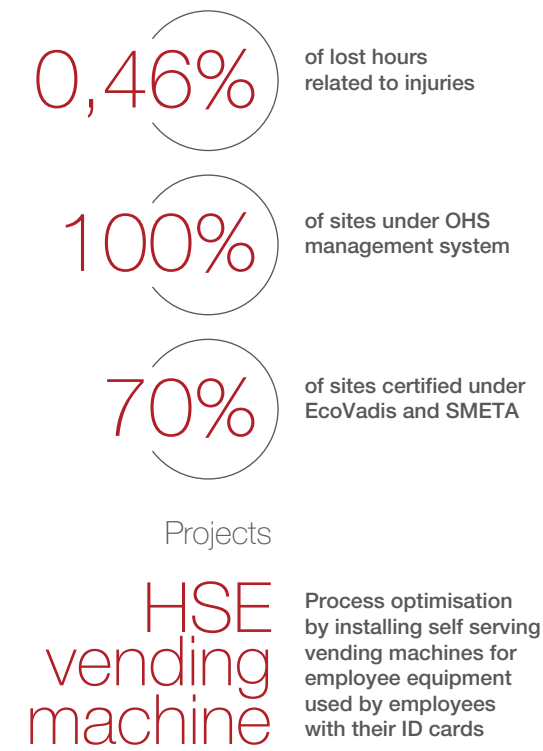 0,46%
of lost hours
related to injuries
100%
of sites under OHS
management system
70%
of sites certified under
EcoVadis and SMETA
Projects
HSE
vending
machine
Process optimisation
by installing self serving
vending machines for
employee equipment
used by employees
with their ID cards